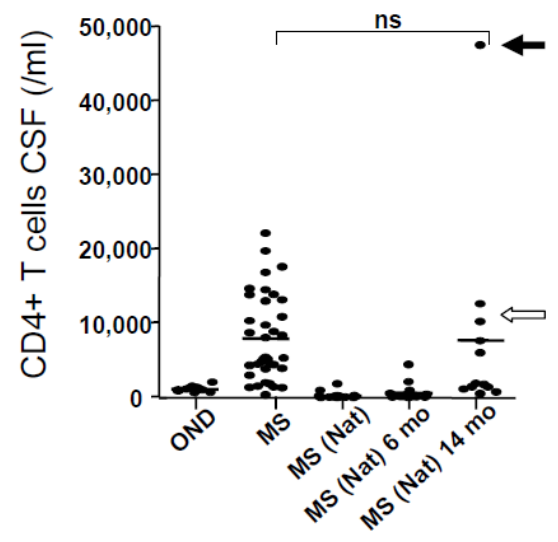 ns
CD4+ T cells CSF (/ml)
50,000
40,000
30,000
20,000
10,000
0
OND
MS
MS (Nat)
MS (Nat) 6 mo
MS (Nat) 14 mo